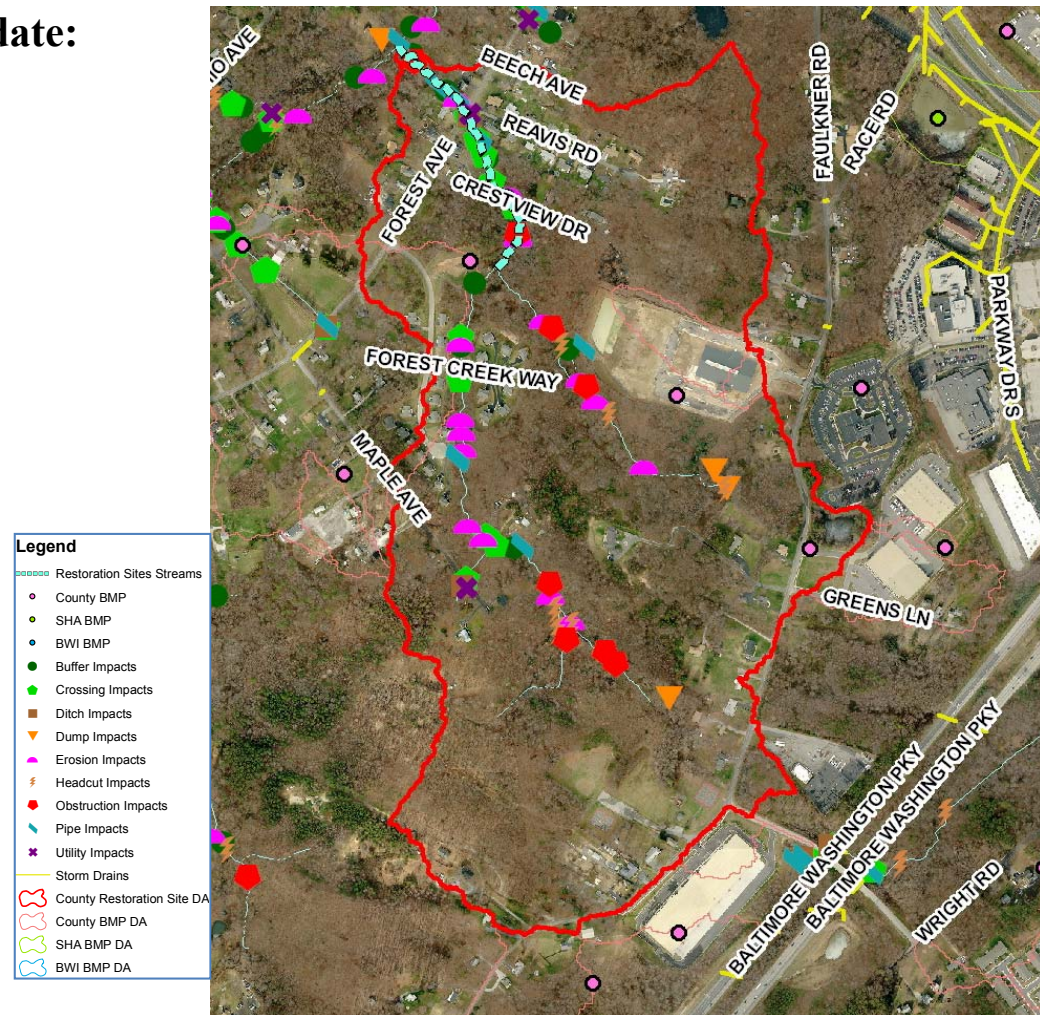 date:
IO AVE
BEECH AVE
REAVIS RD
FAULKNER RD
RACE RD
FOREST AVE
CRESTVIEW DR
PARKWAY DR S
FOREST CREEK WAY
MAPLE AVE
GREENS LN
BALTIMORE WASHINGTON PKY
BALTIMORE WASHINGTON PKY
WRIGHT RD
Legend
Restoration Sites Streams
County BMP
SHA BMP
BWI BMP
Buffer Impacts
Crossing Impacts
Ditch Impacts
Dump Impacts
Erosion Impacts
Headcut Impacts
Obstruction Impacts
Pipe Impacts
Utility Impacts
Storm Drains
County Restoration Site DA
County BMP DA
SHA BMP DA
BWI BMP DA